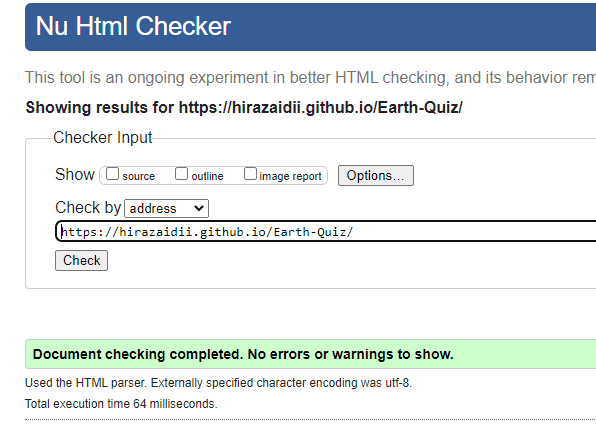 Nu Html Checker
This tool is an ongoing experiment in better HTML checking, and its behavior rem
Showing results for https://hirazaidii.github.io/Earth-Quiz/
Checker Input
Show source outline image report Options...
Check by address
https://hirazaidii.github.io/Earth-Quiz/
Check
Document checking completed. No errors or warnings to show.
Used the HTML parser. Externally specified character encoding was utf-8.
Total execution time 64 milliseconds.